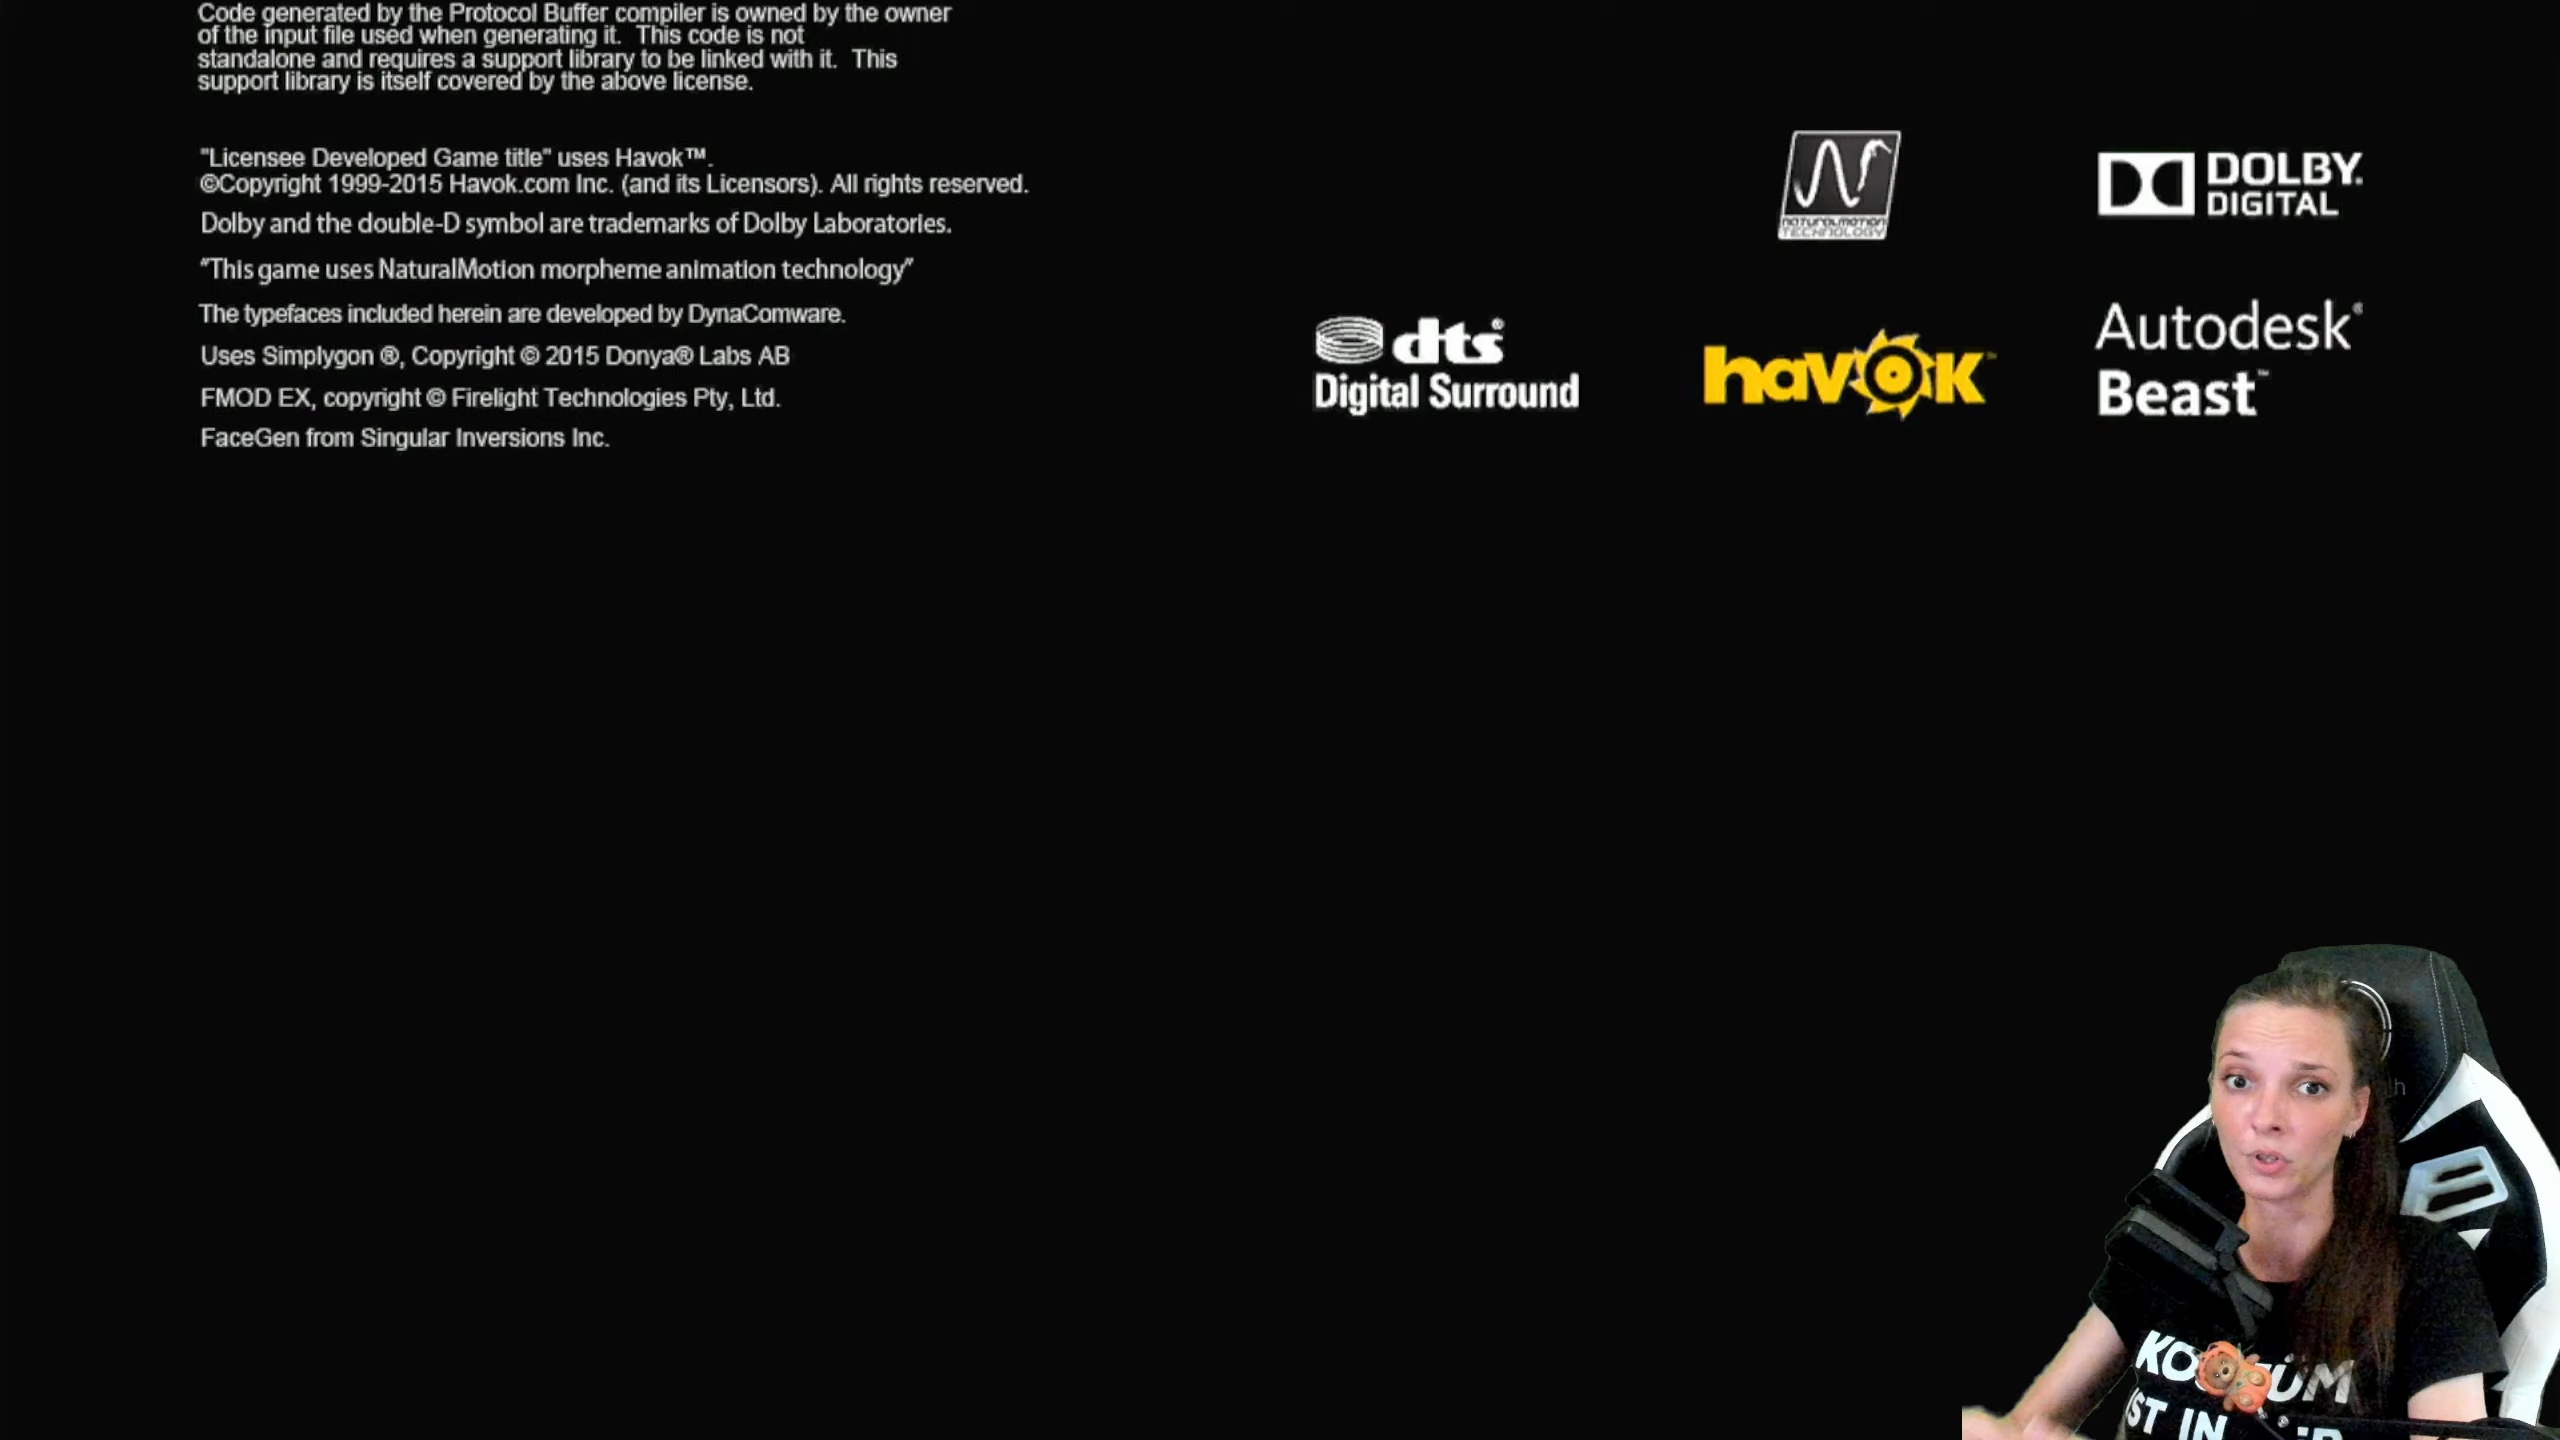 Code generated by the Protocol Buffer compiler is owned by the owner
of the input file used when generating it. This code is not
standalone and requires a support library to be linked with it. This
support library is itself covered by the above license.
"Licensee Developed Game title" uses Havok™.
©Copyright 1999-2015 Havok.com Inc. (and its Licensors). All rights reserved.
Dolby and the double-D symbol are trademarks of Dolby Laboratories.
"This game uses NaturalMotion morpheme animation technology"
The typefaces included herein are developed by DynaComware.
Uses Simplygon ®, Copyright © 2015 Donya® Labs AB
FMOD EX, copyright © Firelight Technologies Pty, Ltd.
FaceGen from Singular Inversions Inc.
NATURALMOTION
TECHNOLOGY
DOLBY.
DIGITAL
dts®
Digital Surround
havok™
Autodesk®
Beast™
IN